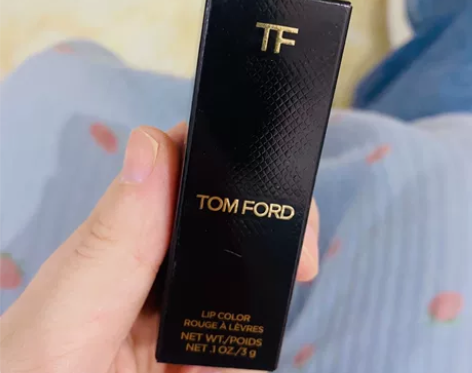 TF
TOM FORD
LIP COLOR
ROUGE À LÈVRES
NET WT./POIDS
NET .1 OZ./3 g